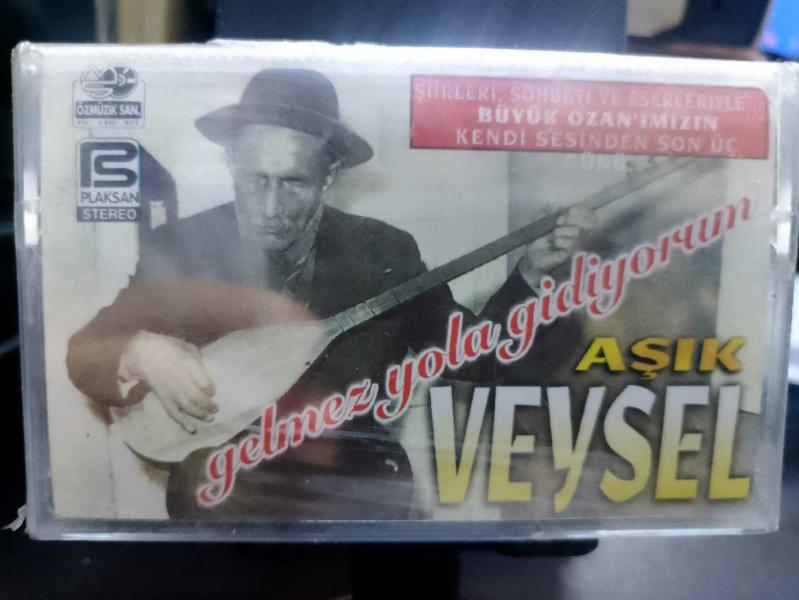 ÖZMÜZİK SAN.
PLAKSAN
STEREO
ŞİİRLERİ, SOHBETİ VE ESERLERİYLE...
BÜYÜK OZAN'IMIZIN
KENDİ SESİNDEN SON ÜÇ
gelmez yola gidiyorum
AŞIK
VEYSEL